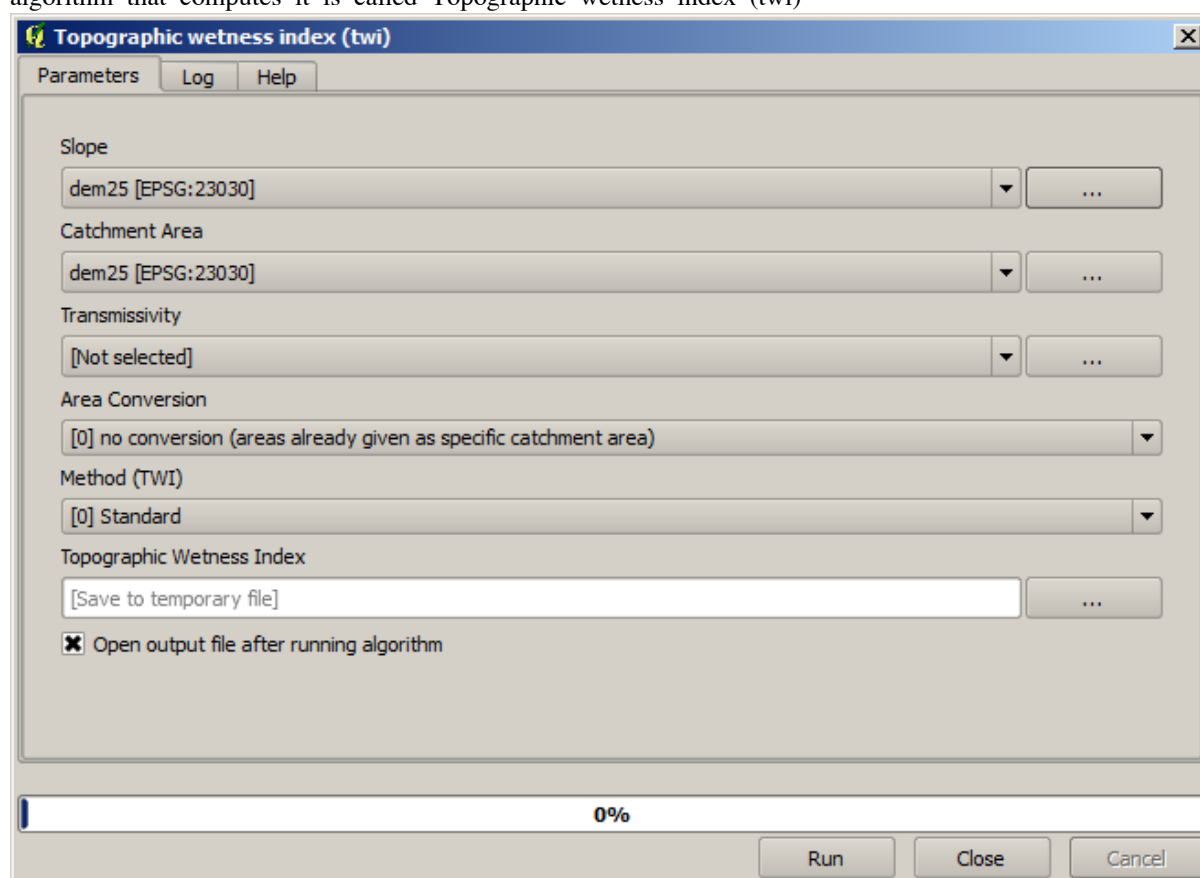 algorithm that computes it is called Topographic wetness index (twi)
Topographic wetness index (twi)
Parameters Log Help
Slope
dem25 [EPSG:23030]
...
Catchment Area
dem25 [EPSG:23030]
...
Transmissivity
[Not selected]
...
Area Conversion
[0] no conversion (areas already given as specific catchment area)
Method (TWI)
[0] Standard
Topographic Wetness Index
[Save to temporary file]
...
Open output file after running algorithm
0%
Run Close Cancel